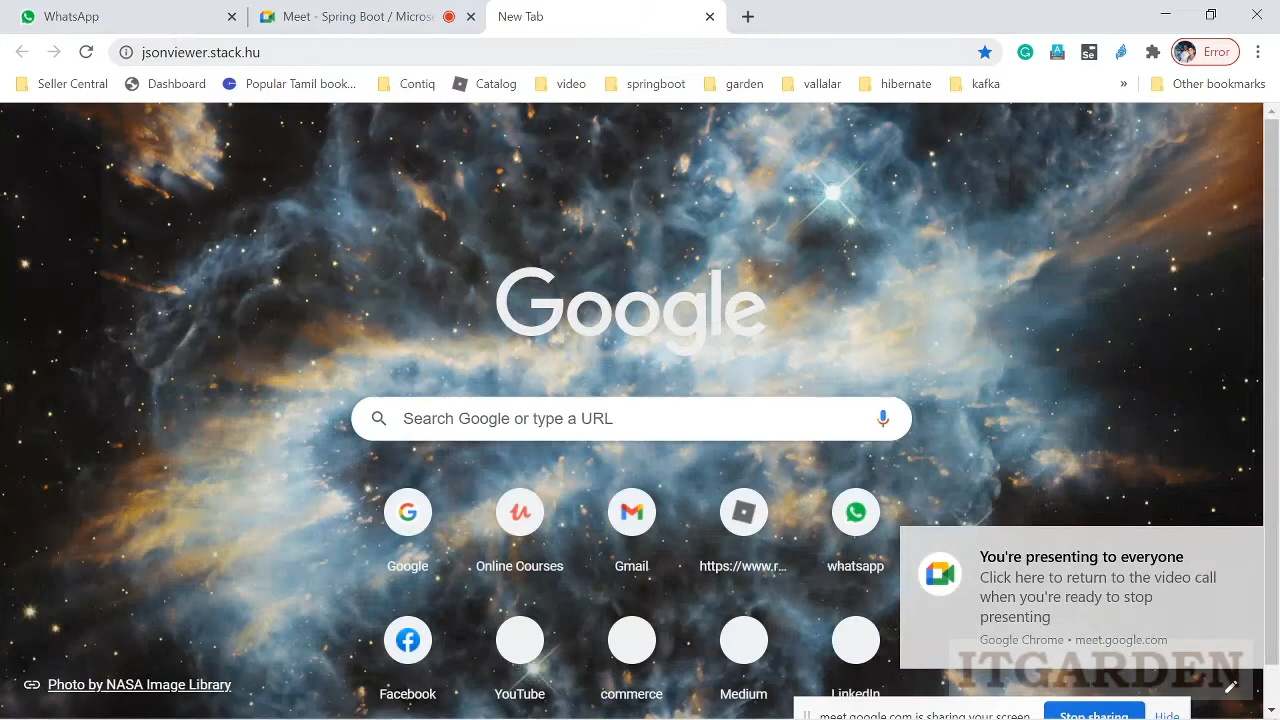 WhatsApp
Meet - Spring Boot / Microse
New Tab
jsonviewer.stack.hu
Se
Error
Seller Central
Dashboard
Popular Tamil book...
Contiq
Catalog
video
springboot
garden
vallalar
hibernate
kafka
»
Other bookmarks
Google
Search Google or type a URL
Google
Online Courses
Gmail
https://www.r...
whatsapp
You're presenting to everyone
Click here to return to the video call
when you're ready to stop
presenting
Google Chrome • meet.google.com
Facebook
YouTube
commerce
Medium
LinkedIn
ITGARDEN
Photo by NASA Image Library
meet.google.com is sharing your screen.
Stop sharing
Hide